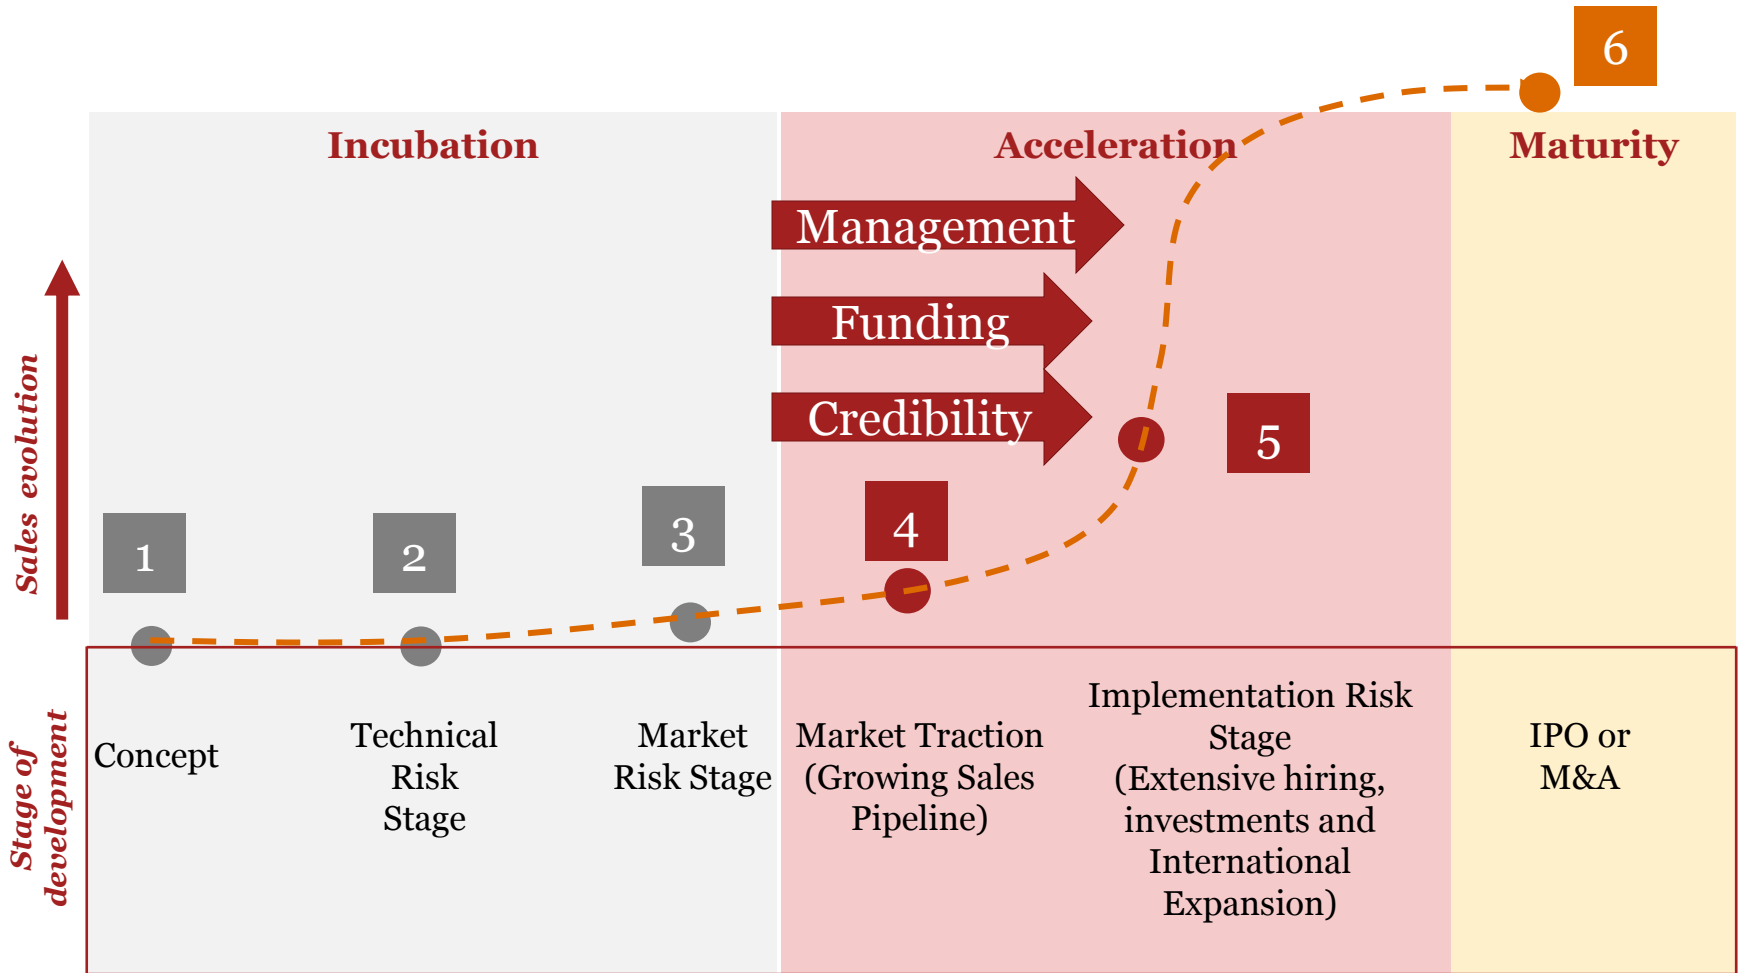 6
Incubation
Acceleration
Maturity
Management
Funding
Credibility
Sales evolution
1
2
3
4
5
Stage of
development
Concept
Technical
Risk
Stage
Market
Risk Stage
Market Traction
(Growing Sales
Pipeline)
Implementation Risk
Stage
(Extensive hiring,
investments and
International
Expansion)
IPO or
M&A